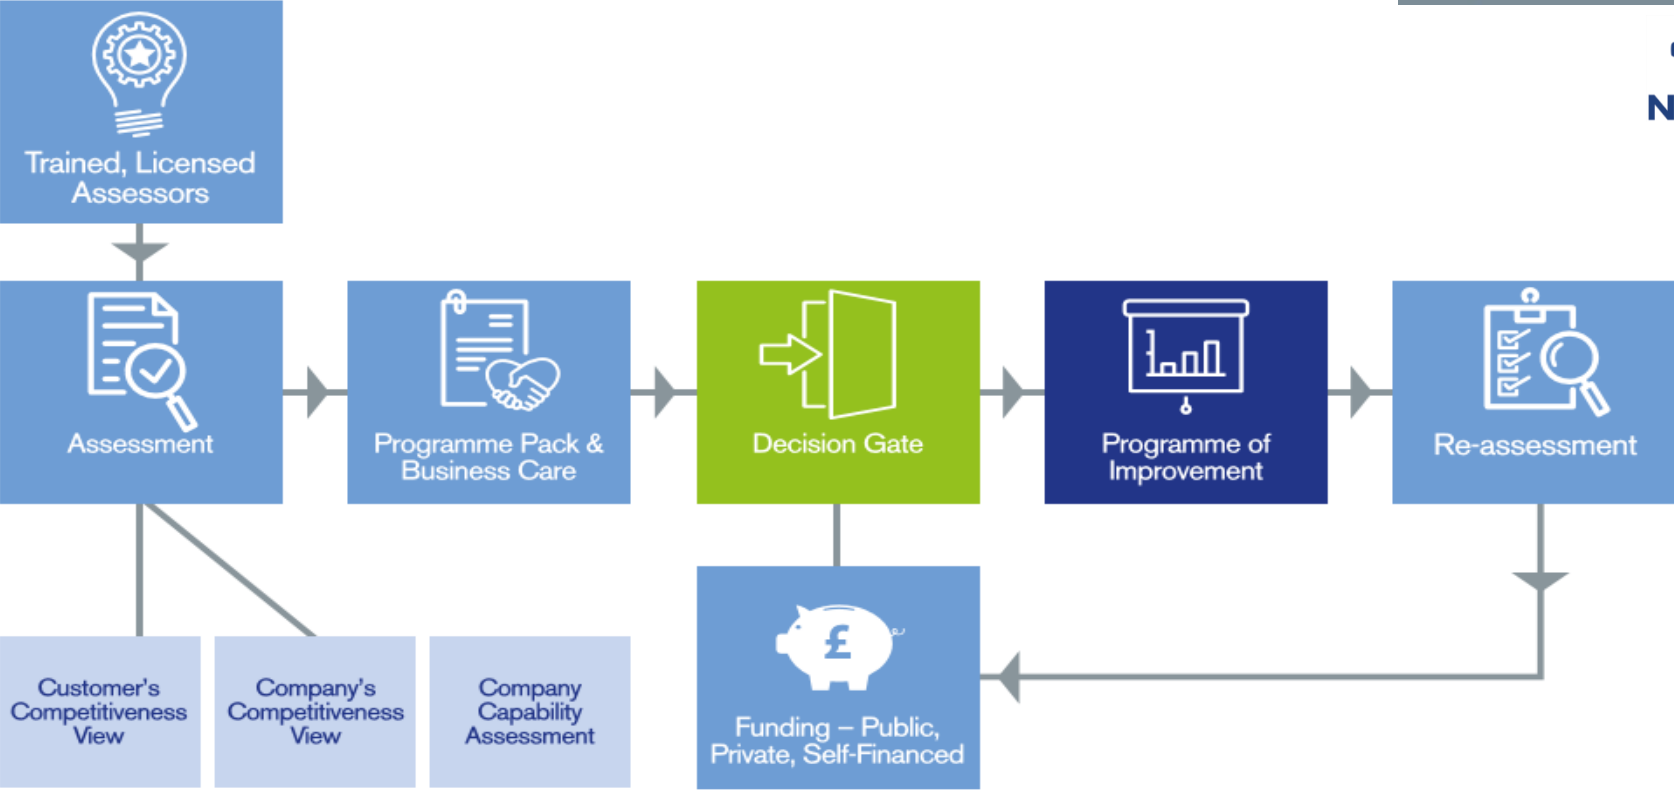 Trained, Licensed
Assessors
Assessment
Programme Pack &
Business Care
Decision Gate
Programme of
Improvement
Re-assessment
Customer's
Competitiveness
View
Company's
Competitiveness
View
Company
Capability
Assessment
£
Funding – Public,
Private, Self-Financed